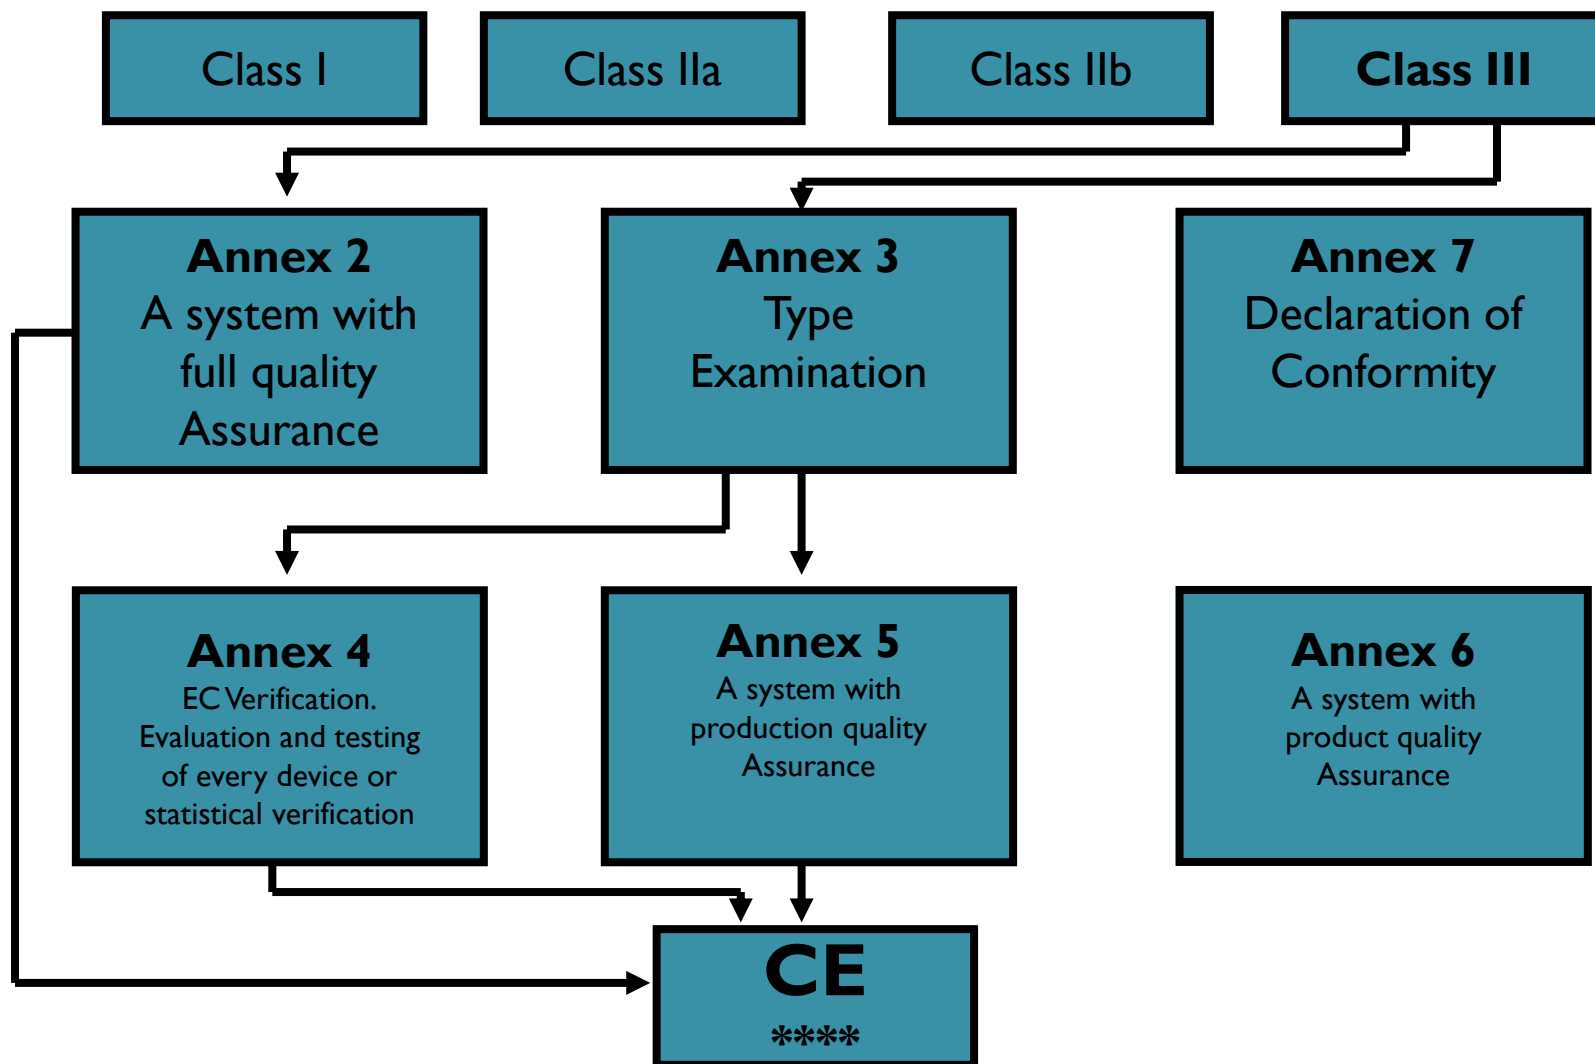 Class I
Class IIa
Class IIb
Class III
Annex 2
A system with
full quality
Assurance
Annex 3
Type
Examination
Annex 7
Declaration of
Conformity
Annex 4
EC Verification.
Evaluation and testing
of every device or
statistical verification
Annex 5
A system with
production quality
Assurance
Annex 6
A system with
product quality
Assurance
CE
****